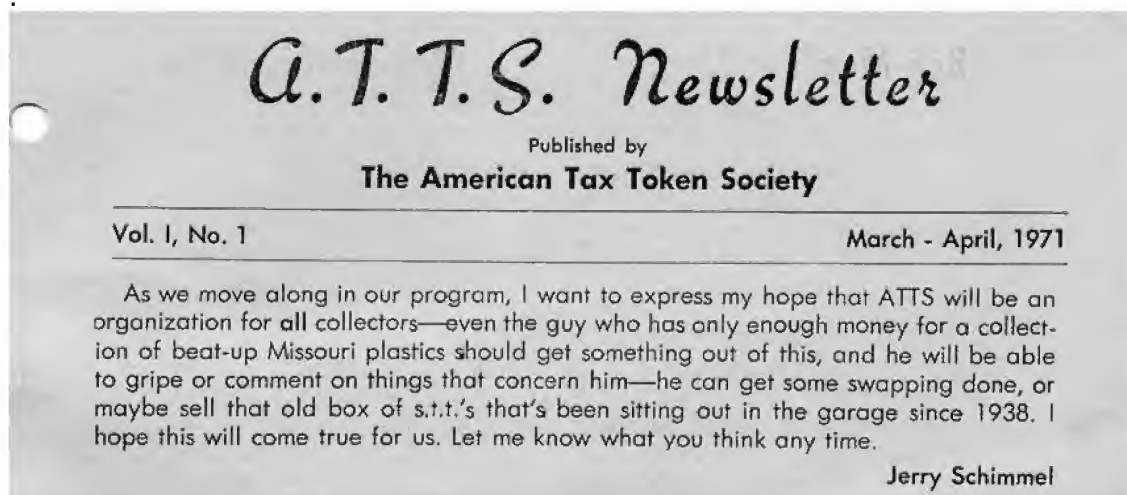 A. T. T. S. Newsletter
Published by
The American Tax Token Society
Vol. I, No. 1
March - April, 1971
As we move along in our program, I want to express my hope that ATTS will be an
organization for all collectors—even the guy who has only enough money for a collect-
ion of beat-up Missouri plastics should get something out of this, and he will be able
to gripe or comment on things that concern him—he can get some swapping done, or
maybe sell that old box of s.t.t.'s that's been sitting out in the garage since 1938. I
hope this will come true for us. Let me know what you think any time.
Jerry Schimmel